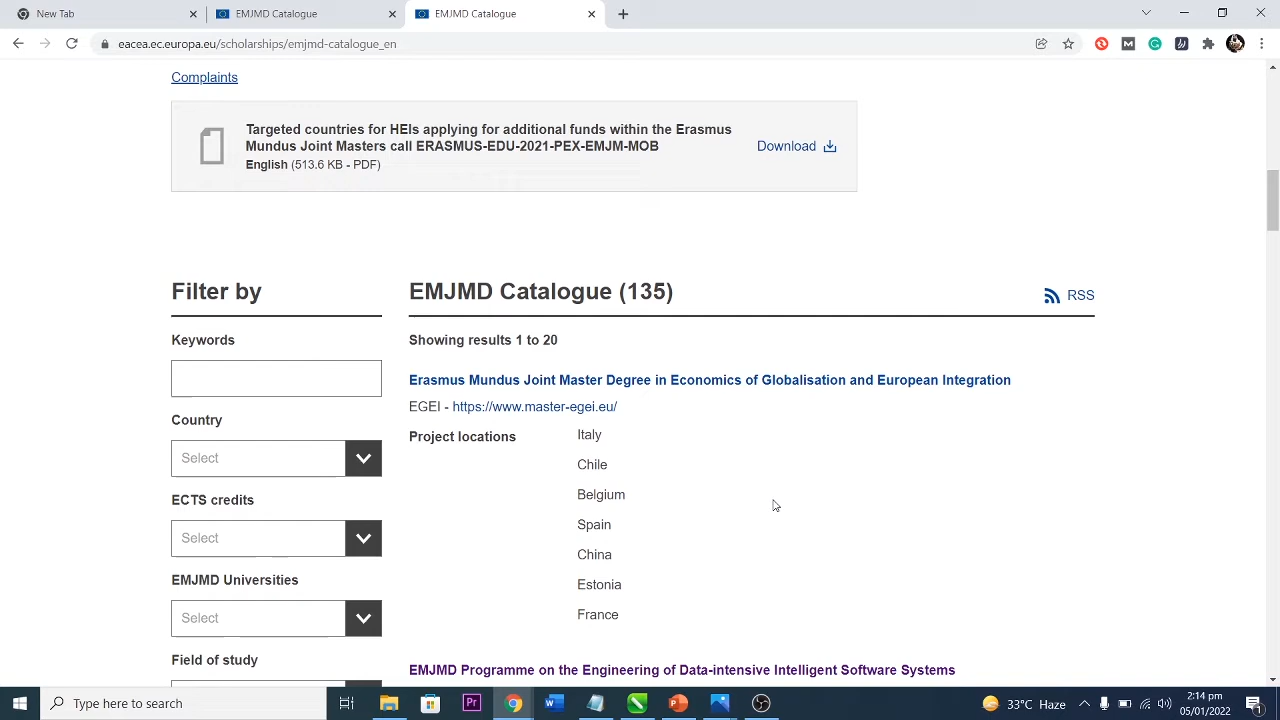 New Tab
EMJMD Catalogue
EMJMD Catalogue
eacea.ec.europa.eu/scholarships/emjmd-catalogue_en
Complaints
Targeted countries for HEIs applying for additional funds within the Erasmus
Mundus Joint Masters call ERASMUS-EDU-2021-PEX-EMJM-MOB
English (513.6 KB - PDF)
Download
Filter by
Keywords
Country
Select
ECTS credits
Select
EMJMD Universities
Select
Field of study
EMJMD Catalogue (135)
RSS
Showing results 1 to 20
Erasmus Mundus Joint Master Degree in Economics of Globalisation and European Integration
EGEI - https://www.master-egei.eu/
Project locations
Italy
Chile
Belgium
Spain
China
Estonia
France
EMJMD Programme on the Engineering of Data-intensive Intelligent Software Systems
Type here to search
33°C Haze
2:14 pm
05/01/2022